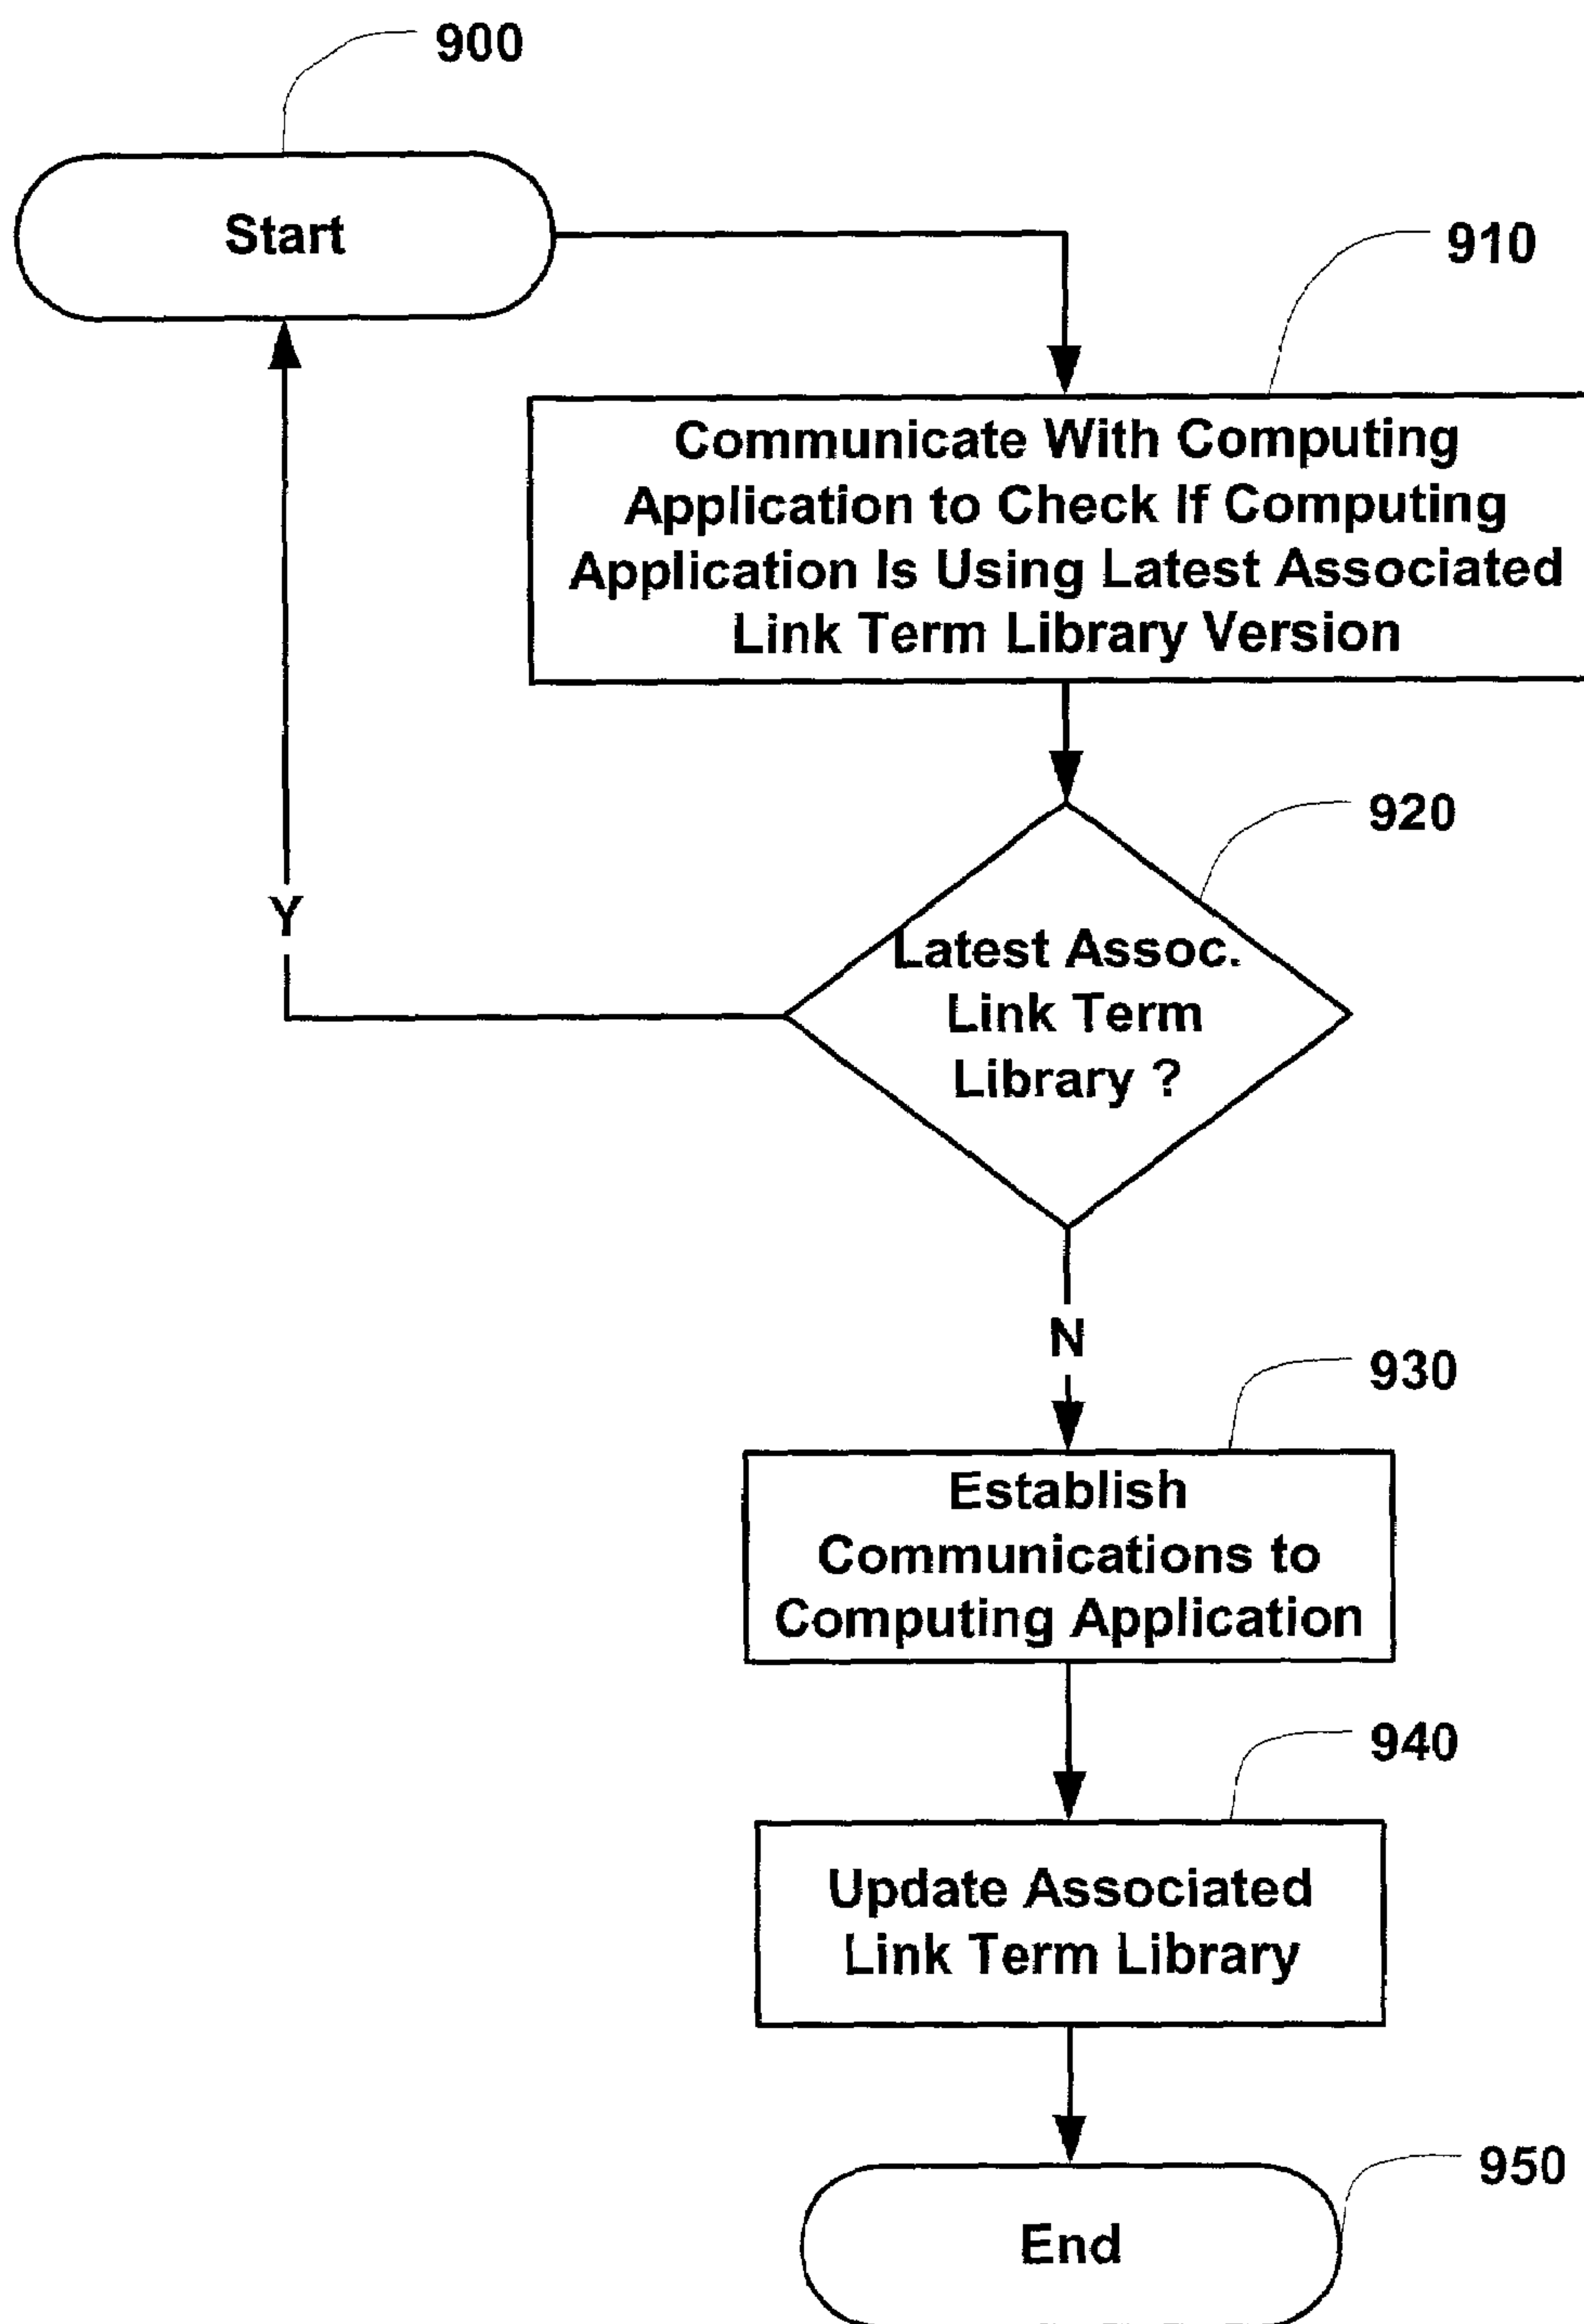 900
Start
910
Communicate With Computing
Application to Check If Computing
Application Is Using Latest Associated
Link Term Library Version
920
Y
Latest Assoc.
Link Term
Library ?
N
930
Establish
Communications to
Computing Application
940
Update Associated
Link Term Library
950
End